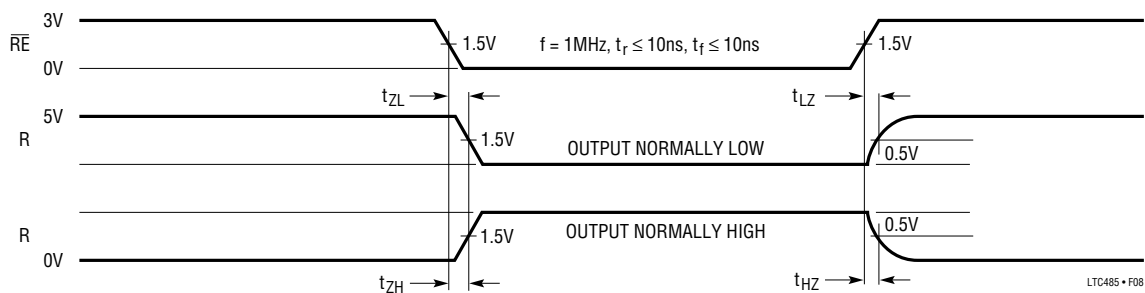 3V
RE
0V
1.5V
f = 1MHz, tr ≤ 10ns, tf ≤ 10ns
1.5V
tZL
tLZ
5V
R
1.5V
OUTPUT NORMALLY LOW
0.5V
R
0V
1.5V
OUTPUT NORMALLY HIGH
0.5V
tZH
tHZ
LTC485 • F08